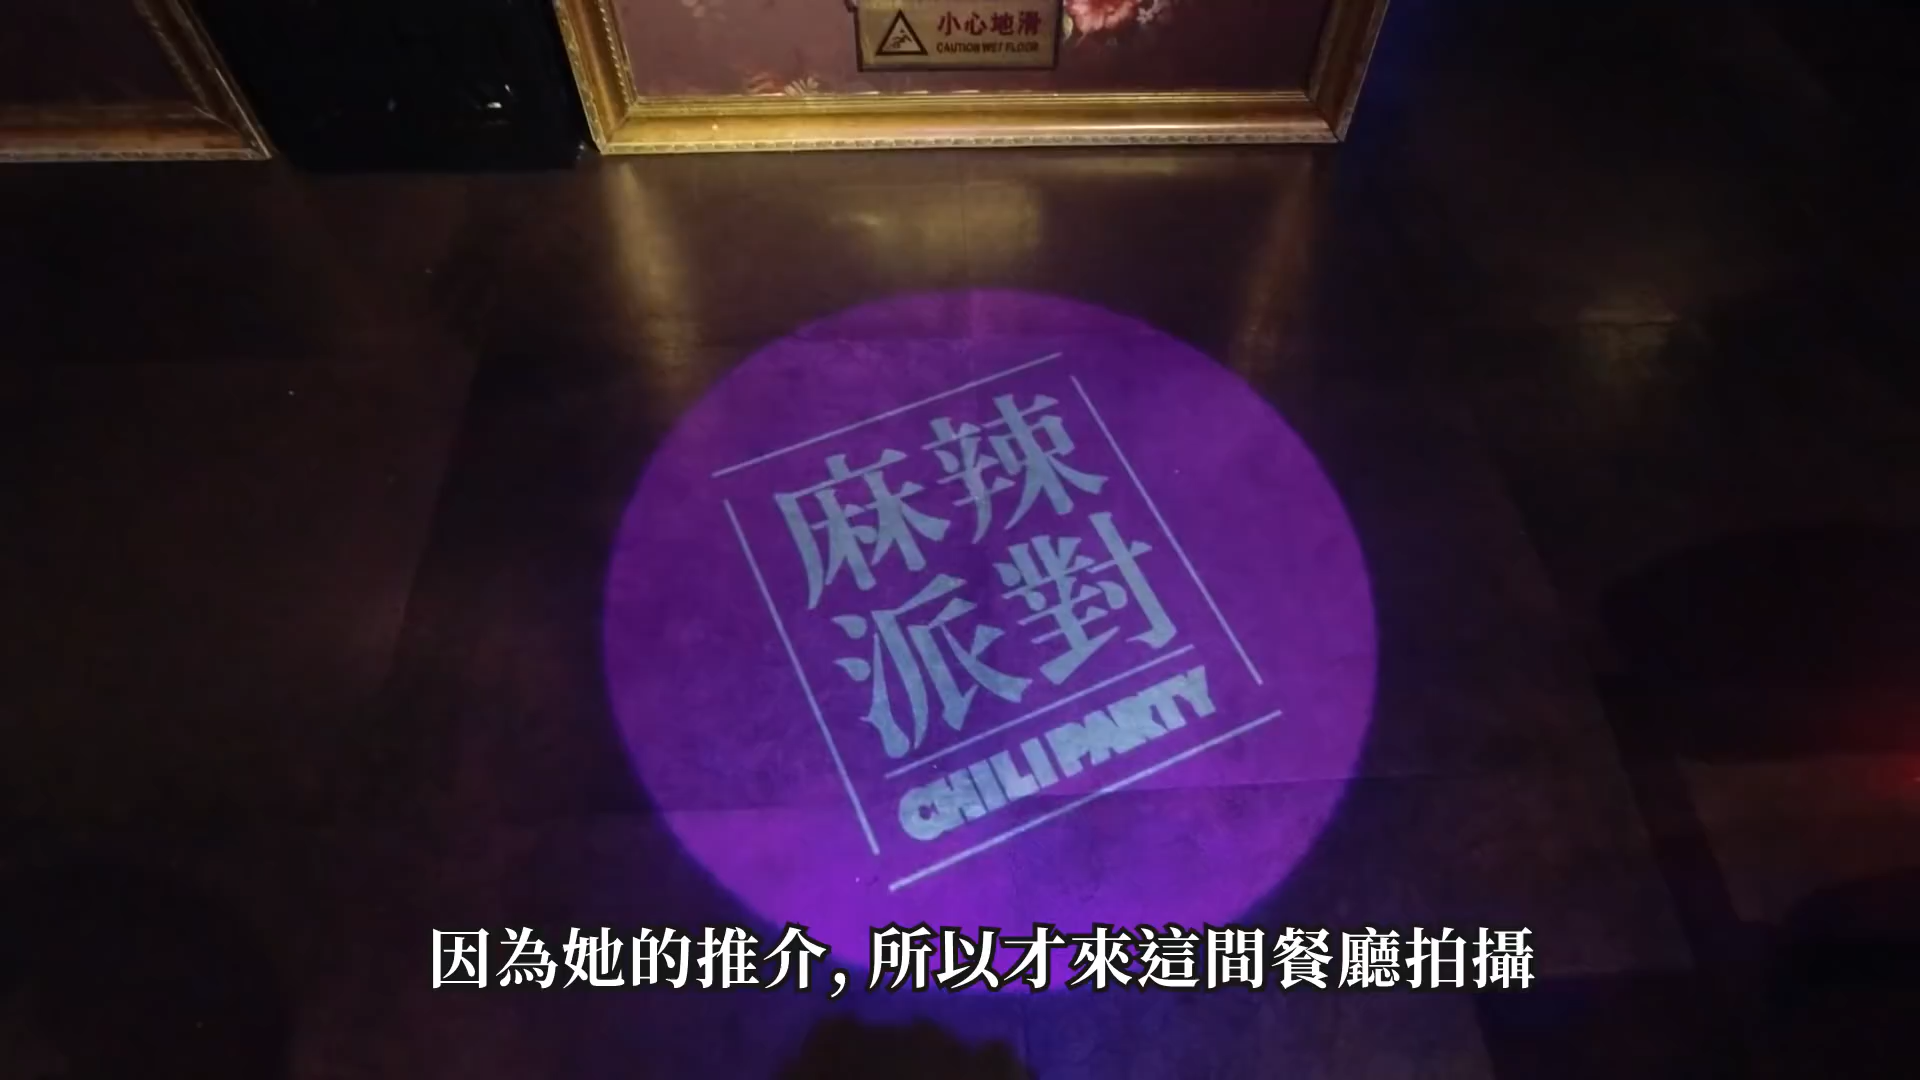 小心地滑
CAUTION WET FLOOR
麻辣
派對
CHILI PARTY
因為她的推介, 所以才來這間餐廳拍攝